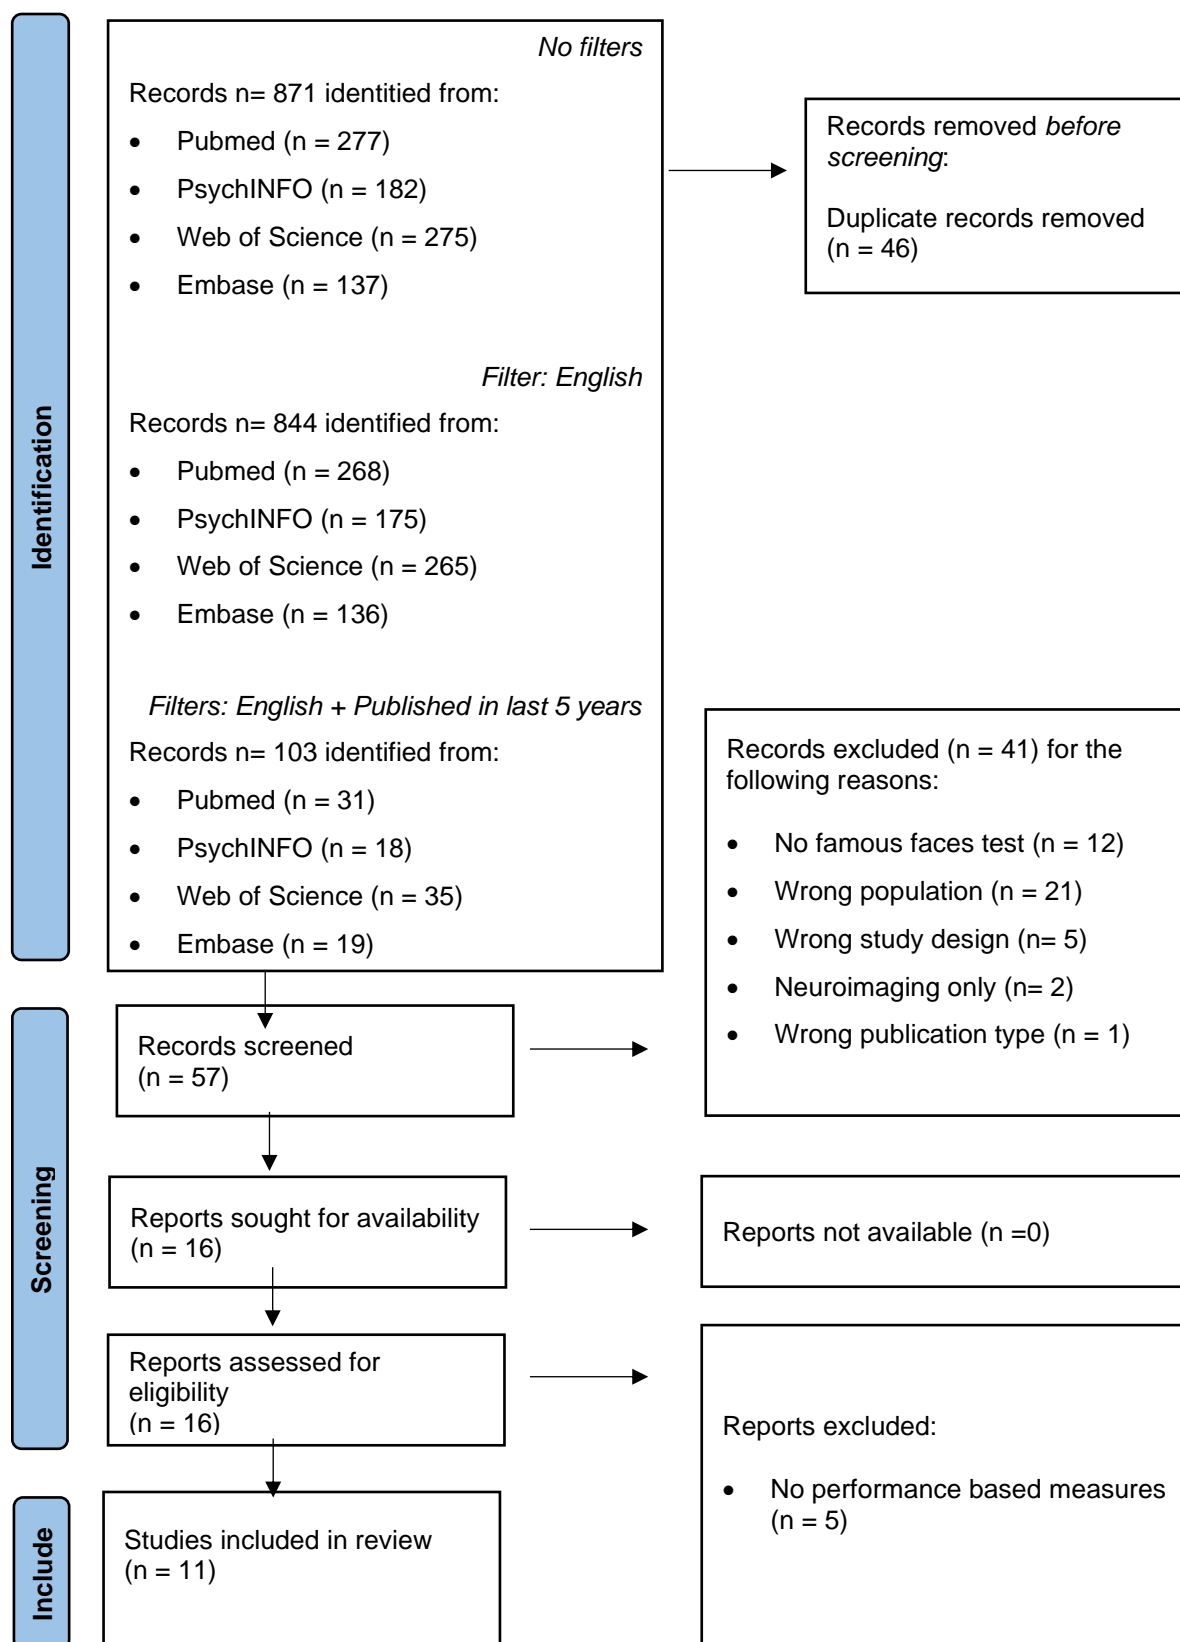 Identification
No filters
Records n= 871 identitied from:
• Pubmed (n = 277)
• PsychINFO (n = 182)
• Web of Science (n = 275)
• Embase (n = 137)
Filter: English
Records n= 844 identified from:
• Pubmed (n = 268)
• PsychINFO (n = 175)
• Web of Science (n = 265)
• Embase (n = 136)
Filters: English + Published in last 5 years
Records n= 103 identified from:
• Pubmed (n = 31)
• PsychINFO (n = 18)
• Web of Science (n = 35)
• Embase (n = 19)
Records removed before
screening:
Duplicate records removed
(n = 46)
Screening
Records screened
(n = 57)
Records excluded (n = 41) for the
following reasons:
• No famous faces test (n = 12)
• Wrong population (n = 21)
• Wrong study design (n= 5)
• Neuroimaging only (n= 2)
• Wrong publication type (n = 1)
Reports sought for availability
(n = 16)
Reports not available (n =0)
Reports assessed for
eligibility
(n = 16)
Reports excluded:
• No performance based measures
(n = 5)
Include
Studies included in review
(n = 11)